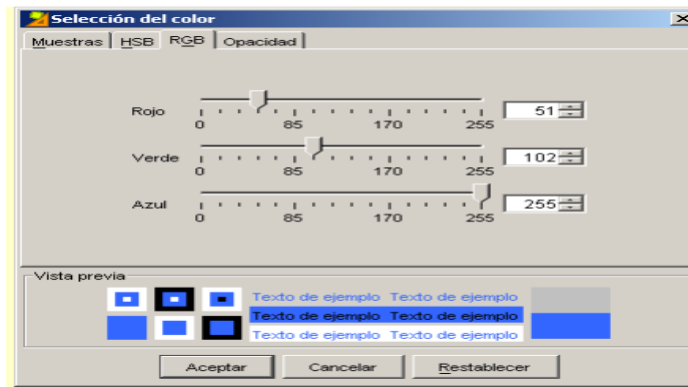 Selección del color
Muestras HSB RGB Opacidad
Rojo 51
0 85 170 255
Verde 102
0 85 170 255
Azul 255
0 85 170 255
Vista previa
Texto de ejemplo Texto de ejemplo
Texto de ejemplo Texto de ejemplo
Texto de ejemplo Texto de ejemplo
Aceptar Cancelar Restablecer